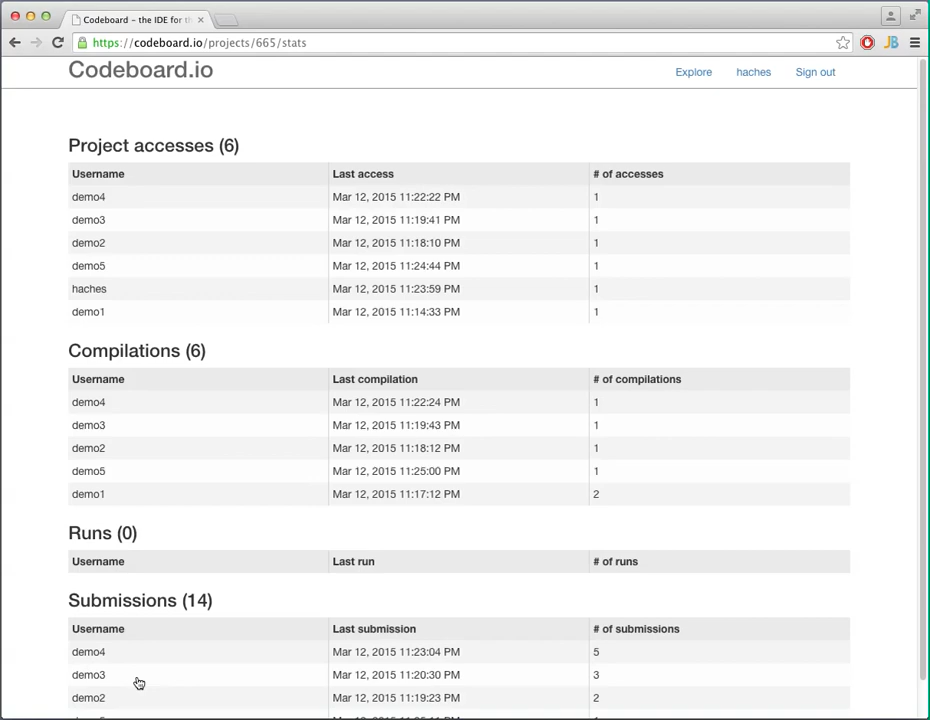 Codeboard – the IDE for th
https://codeboard.io/projects/665/stats
Codeboard.io
Explore haches Sign out
Project accesses (6)
Username Last access # of accesses
demo4 Mar 12, 2015 11:22:22 PM 1
demo3 Mar 12, 2015 11:19:41 PM 1
demo2 Mar 12, 2015 11:18:10 PM 1
demo5 Mar 12, 2015 11:24:44 PM 1
haches Mar 12, 2015 11:23:59 PM 1
demo1 Mar 12, 2015 11:14:33 PM 1
Compilations (6)
Username Last compilation # of compilations
demo4 Mar 12, 2015 11:22:24 PM 1
demo3 Mar 12, 2015 11:19:43 PM 1
demo2 Mar 12, 2015 11:18:12 PM 1
demo5 Mar 12, 2015 11:25:00 PM 1
demo1 Mar 12, 2015 11:17:12 PM 2
Runs (0)
Username Last run # of runs
Submissions (14)
Username Last submission # of submissions
demo4 Mar 12, 2015 11:23:04 PM 5
demo3 Mar 12, 2015 11:20:30 PM 3
demo2 Mar 12, 2015 11:19:23 PM 2